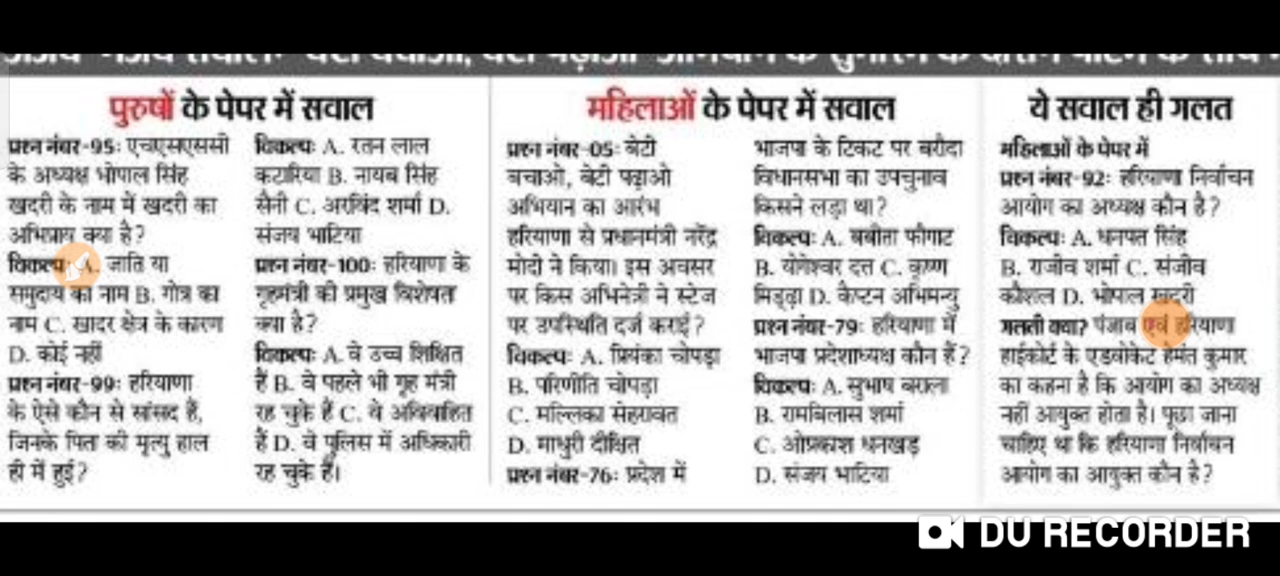 पुरुषों के पेपर में सवाल
प्रश्न नंबर-95: एचएसएससी
के अध्यक्ष भोपाल सिंह
खदरी के नाम में खदरी का
अभिप्राय क्या है?
विकल्प: A. जाति या
समुदाय का नाम B. गोत्र का
नाम C. खादर क्षेत्र के कारण
D. कोई नहीं
प्रश्न नंबर-99: हरियाणा
के ऐसे कौन से सांसद हैं,
जिनके पिता की मृत्यु हाल
ही में हुई?
विकल्प: A. रतन लाल
कटारिया B. नायब सिंह
सैनी C. अरविंद शर्मा D.
संजय भाटिया
प्रश्न नंबर-100: हरियाणा के
गृहमंत्री की प्रमुख विशेषता
क्या है?
विकल्प: A. वे उच्च शिक्षित
हैं B. वे पहले भी गृह मंत्री
रह चुके हैं C. वे अविवाहित
हैं D. वे पुलिस में अधिकारी
रह चुके हैं।
महिलाओं के पेपर में सवाल
प्रश्न नंबर-05: बेटी
बचाओ, बेटी पढ़ाओ
अभियान का आरंभ
हरियाणा से प्रधानमंत्री नरेंद्र
मोदी ने किया। इस अवसर
पर किस अभिनेत्री ने स्टेज
पर उपस्थिति दर्ज कराई?
विकल्प: A. प्रियंका चोपड़ा
B. परिणीति चोपड़ा
C. मल्लिका सेहरावत
D. माधुरी दीक्षित
प्रश्न नंबर-76: प्रदेश में
भाजपा के टिकट पर बरौदा
विधानसभा का उपचुनाव
किसने लड़ा था?
विकल्प: A. बबीता फौगाट
B. योगेश्वर दत्त C. कृष्ण
मिड्ढ़ा D. कैप्टन अभिमन्यु
प्रश्न नंबर-79: हरियाणा में
भाजपा प्रदेशाध्यक्ष कौन हैं?
विकल्प: A. सुभाष बराला
B. रामबिलास शर्मा
C. ओप्रकाश धनखड़
D. संजय भाटिया
ये सवाल ही गलत
महिलाओं के पेपर में
प्रश्न नंबर-92: हरियाणा निर्वाचन
आयोग का अध्यक्ष कौन है?
विकल्प: A. धनपत सिंह
B. राजीव शर्मा C. संजीव
कौशल D. भोपाल खदरी
गलती क्या? पंजाब एवं हरियाणा
हाईकोर्ट के एडवोकेट हेमंत कुमार
का कहना है कि आयोग का अध्यक्ष
नहीं आयुक्त होता है। पूछा जाना
चाहिए था कि हरियाणा निर्वाचन
आयोग का आयुक्त कौन है?
DU RECORDER